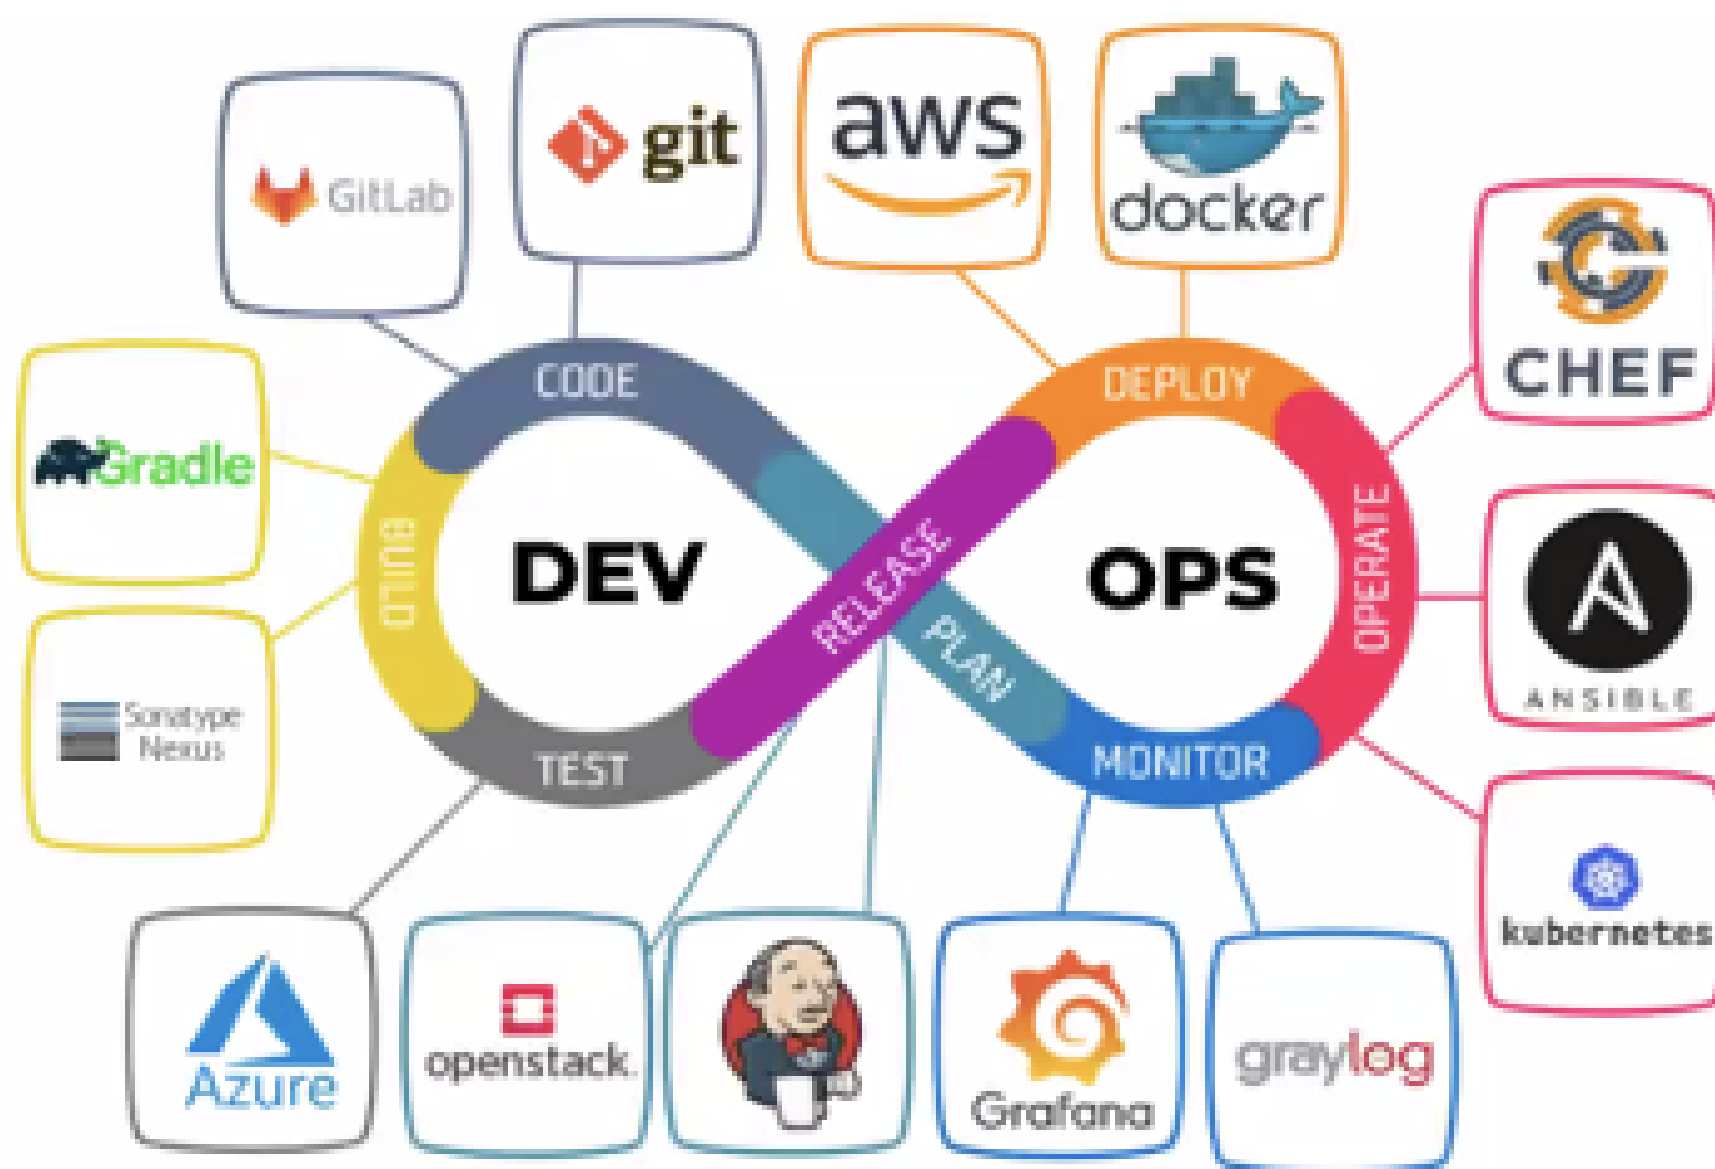 GitLab
git
aws
docker
CHEF
Gradle
CODE
DEPLOY
BUILD
DEV
RELEASE
OPS
OPERATE
ANSIBLE
PLAN
Sonatype
Nexus
TEST
MONITOR
kubernetes
Azure
openstack.
Grafana
graylog